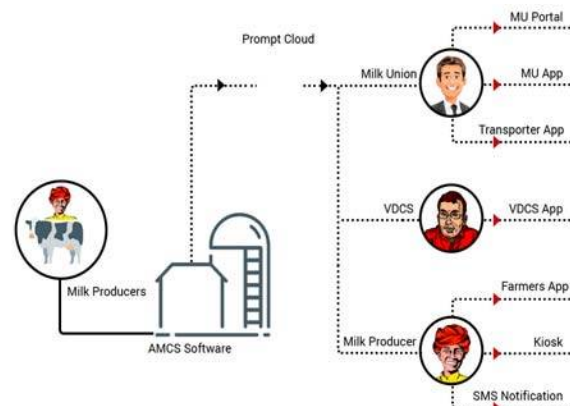 MU Portal
Prompt Cloud
Milk Union
MU App
Transporter App
VDCS
VDCS App
Milk Producers
Farmers App
AMCS Software
Milk Producer
Kiosk
SMS Notification